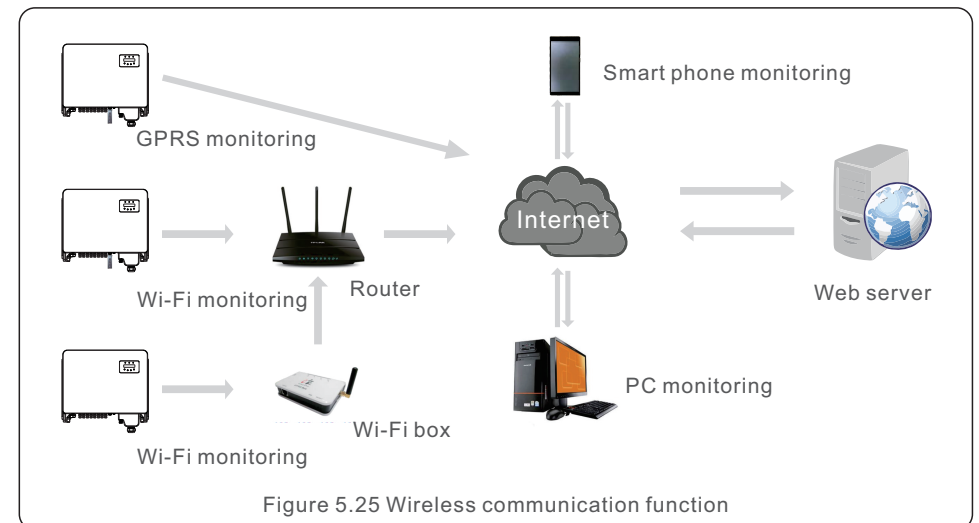 Smart phone monitoring
GPRS monitoring
Internet
Router
Wi-Fi monitoring
Web server
PC monitoring
Wi-Fi box
Wi-Fi monitoring
Figure 5.25 Wireless communication function